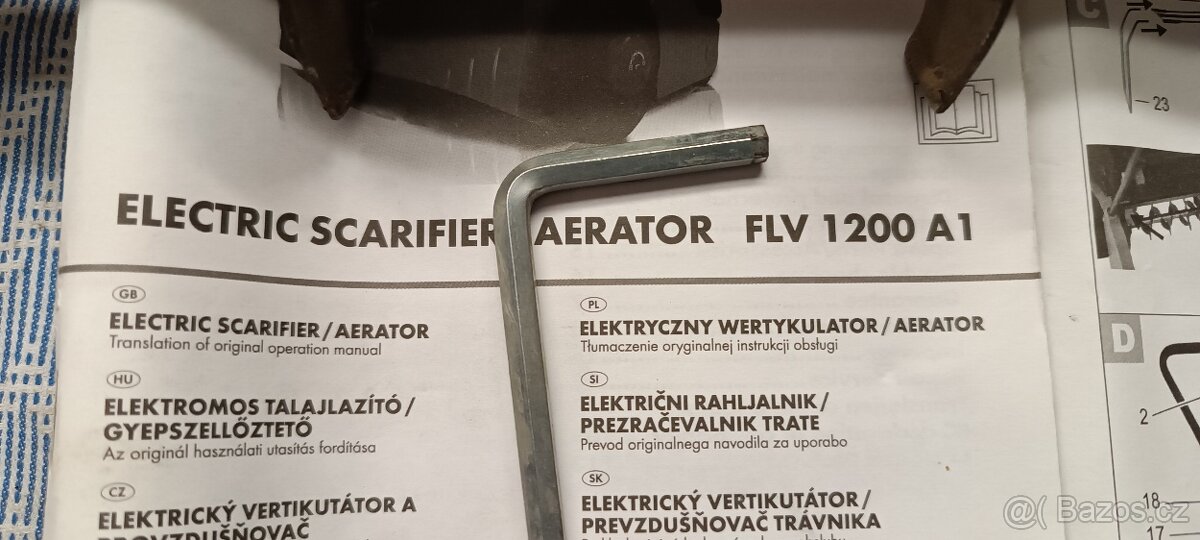 ELECTRIC SCARIFIER AERATOR FLV 1200 A1
GB
ELECTRIC SCARIFIER/AERATOR
Translation of original operation manual
HU
ELEKTROMOS TALAJLAZÍTÓ/
GYEPSZELLŐZTETŐ
Az originál használati utasítás fordítása
CZ
ELEKTRICKÝ VERTIKUTÁTOR A
PROVZDUŠŇOVAČ
PL
ELEKTRYCZNY WERTYKULATOR/AERATOR
Tłumaczenie oryginalnej instrukcji obsługi
SI
ELEKTRIČNI RAHLJALNIK/
PREZRAČEVALNIK TRATE
Prevod originalnega navodila za uporabo
SK
ELEKTRICKÝ VERTIKUTÁTOR/
PREVZDUŠŇOVAČ TRÁVNIKA
C
23
D
2
18
17
@( Bazos.cz